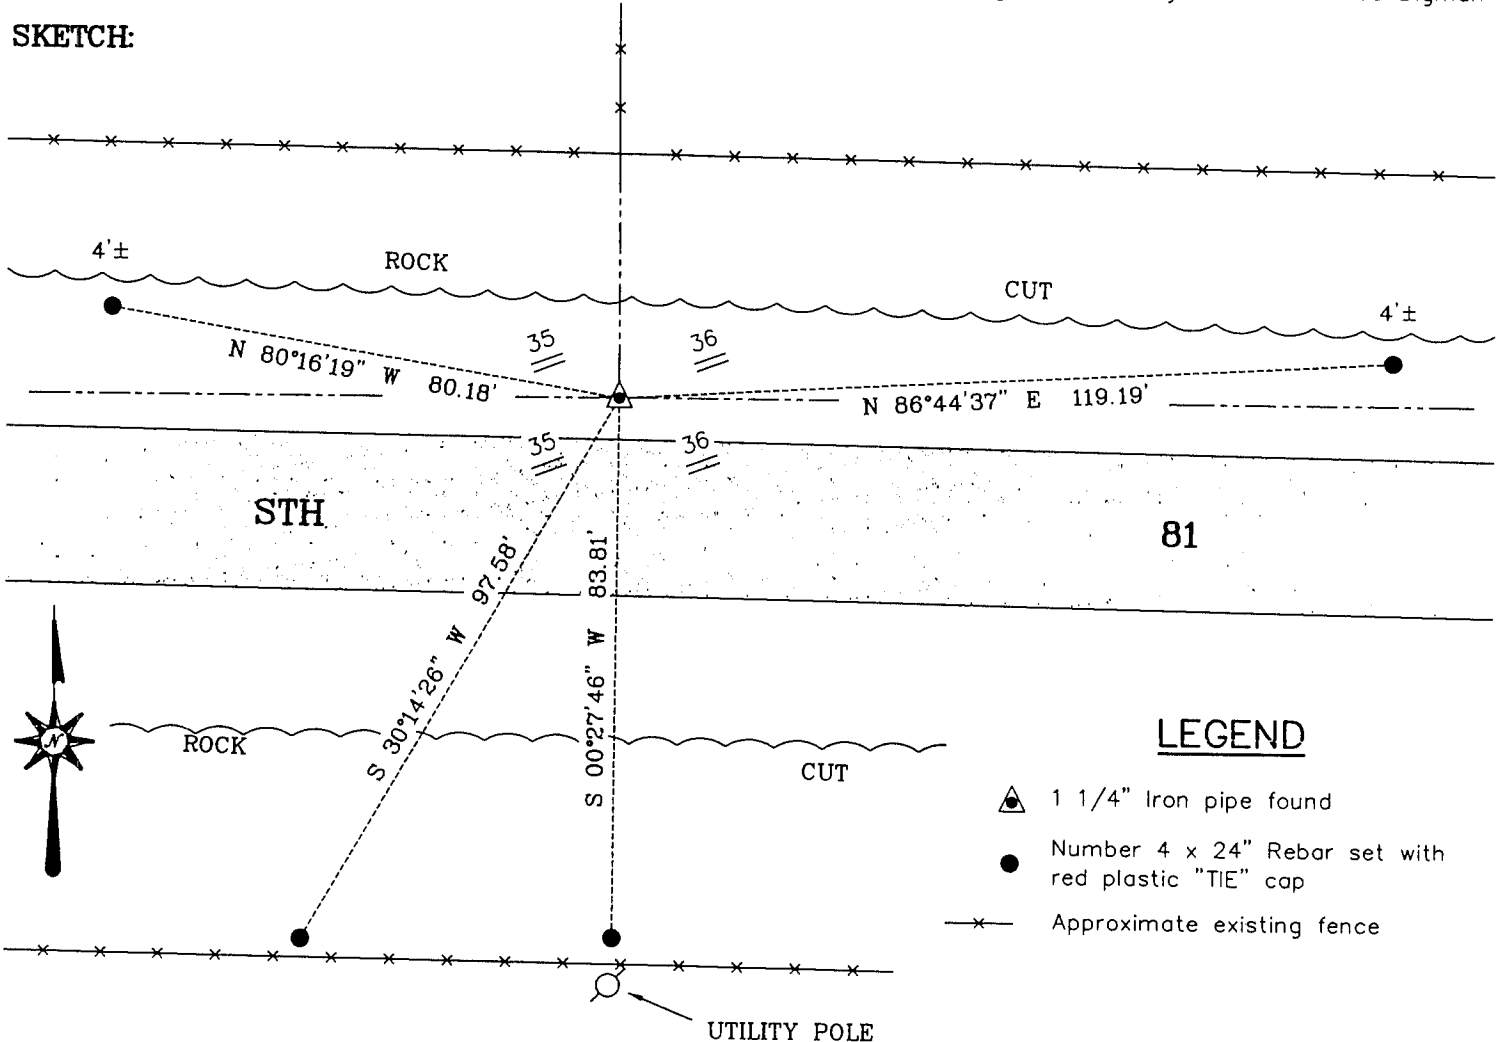 SKETCH:
4'±
ROCK
CUT
4'±
35
36
N 80°16'19" W 80.18'
N 86°44'37" E 119.19'
35
36
STH
81
S 30°14'26" W 97.58'
S 00°27'46" W 83.81'
N
ROCK
CUT
LEGEND
1 1/4" Iron pipe found
Number 4 x 24" Rebar set with
red plastic "TIE" cap
Approximate existing fence
UTILITY POLE